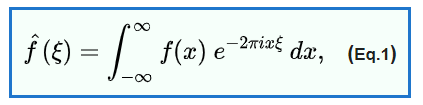 f̂ (ξ) = ∫_{-∞}^{∞} f(x) e^{−2πixξ} dx, (Eq.1)